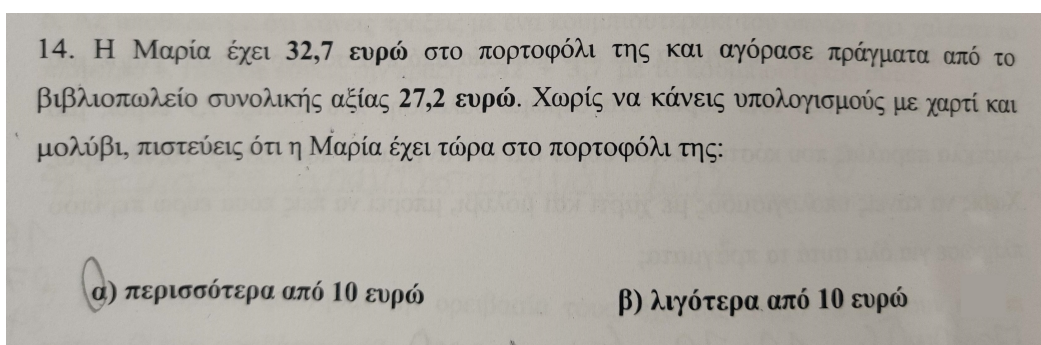 14. Η Μαρία έχει 32,7 ευρώ στο πορτοφόλι της και αγόρασε πράγματα από το
βιβλιοπωλείο συνολικής αξίας 27,2 ευρώ. Χωρίς να κάνεις υπολογισμούς με χαρτί και
μολύβι, πιστεύεις ότι η Μαρία έχει τώρα στο πορτοφόλι της:
α) περισσότερα από 10 ευρώ β) λιγότερα από 10 ευρώ